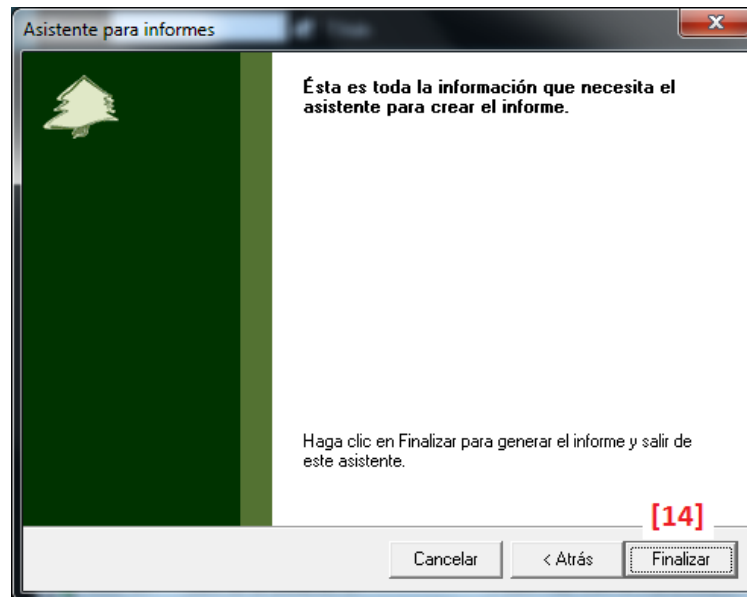 Asistente para informes
Ésta es toda la información que necesita el
asistente para crear el informe.
Haga clic en Finalizar para generar el informe y salir de
este asistente.
[14]
Cancelar
< Atrás
Finalizar